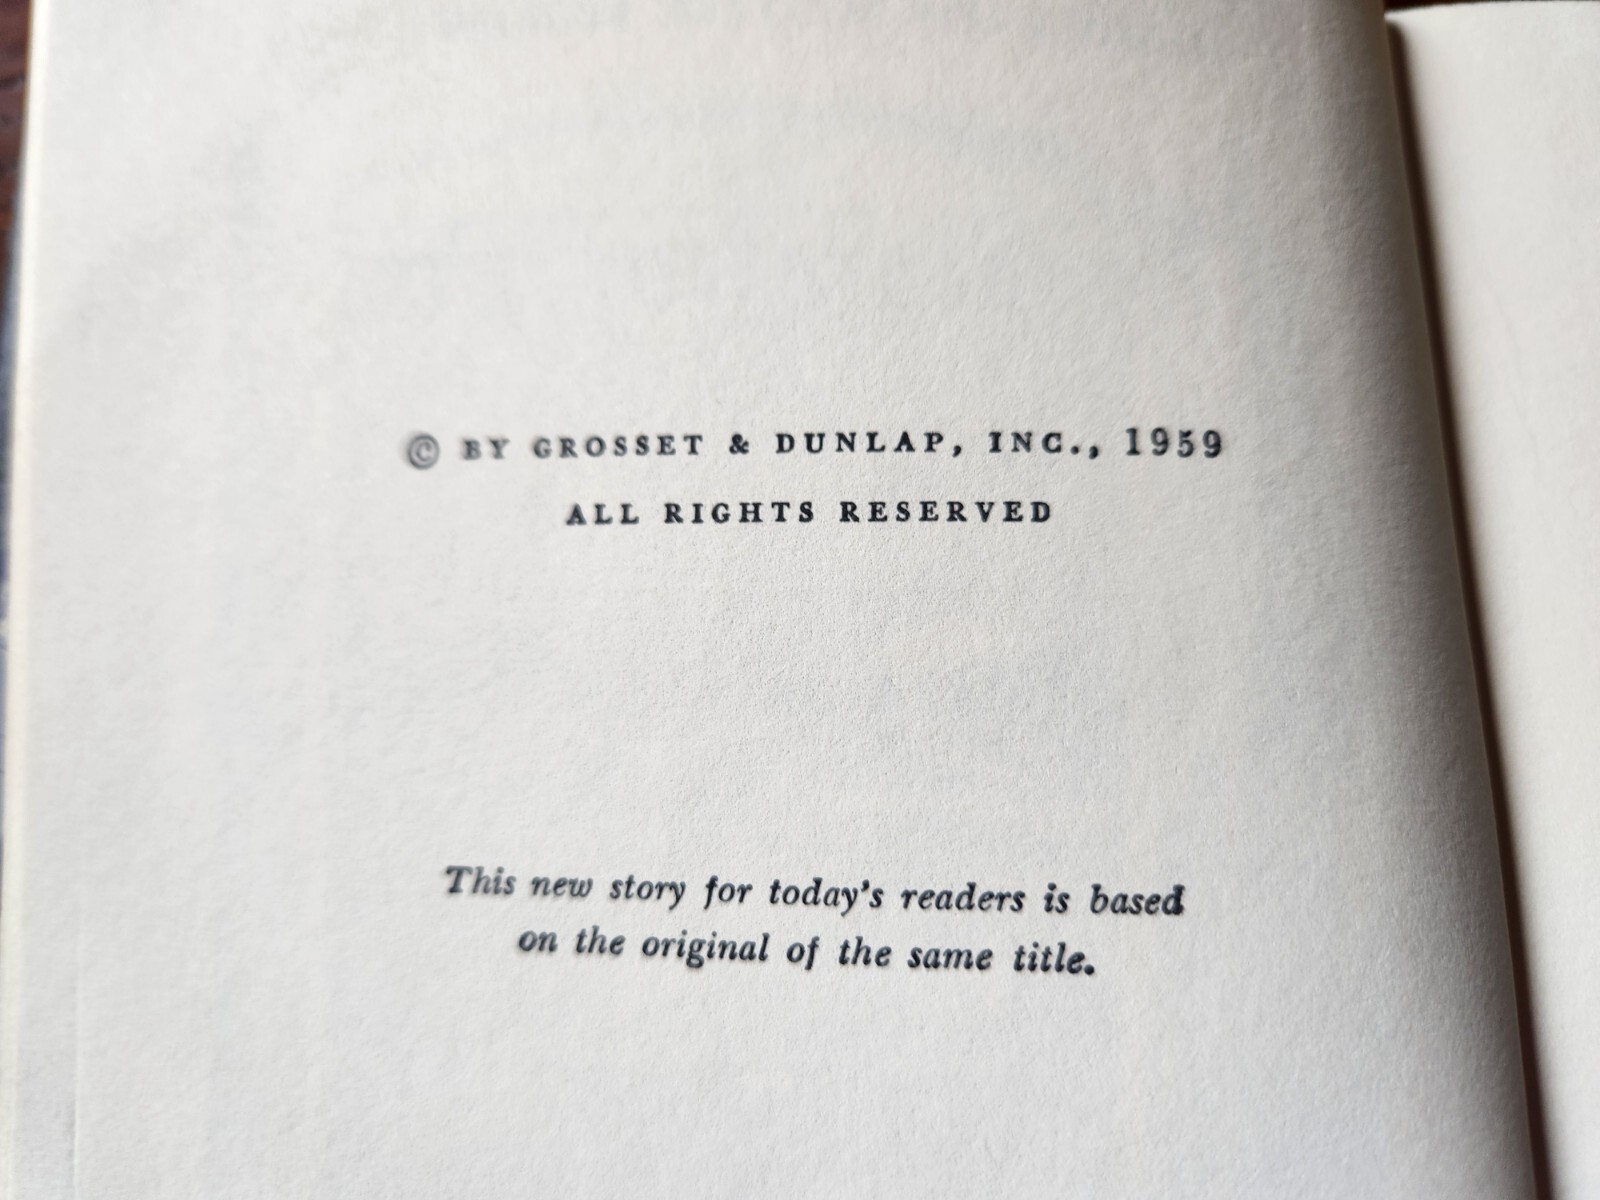 © BY GROSSET & DUNLAP, INC., 1959
ALL RIGHTS RESERVED
This new story for today's readers is based
on the original of the same title.